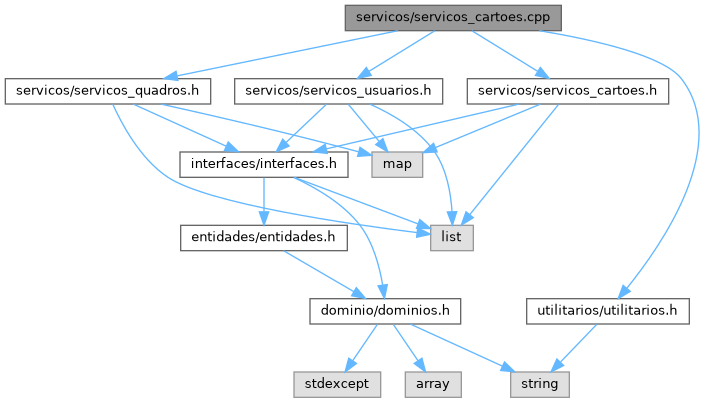 servicos/servicos_cartoes.cpp
servicos/servicos_quadros.h
servicos/servicos_usuarios.h
servicos/servicos_cartoes.h
interfaces/interfaces.h
map
entidades/entidades.h
list
dominio/dominios.h
utilitarios/utilitarios.h
stdexcept
array
string